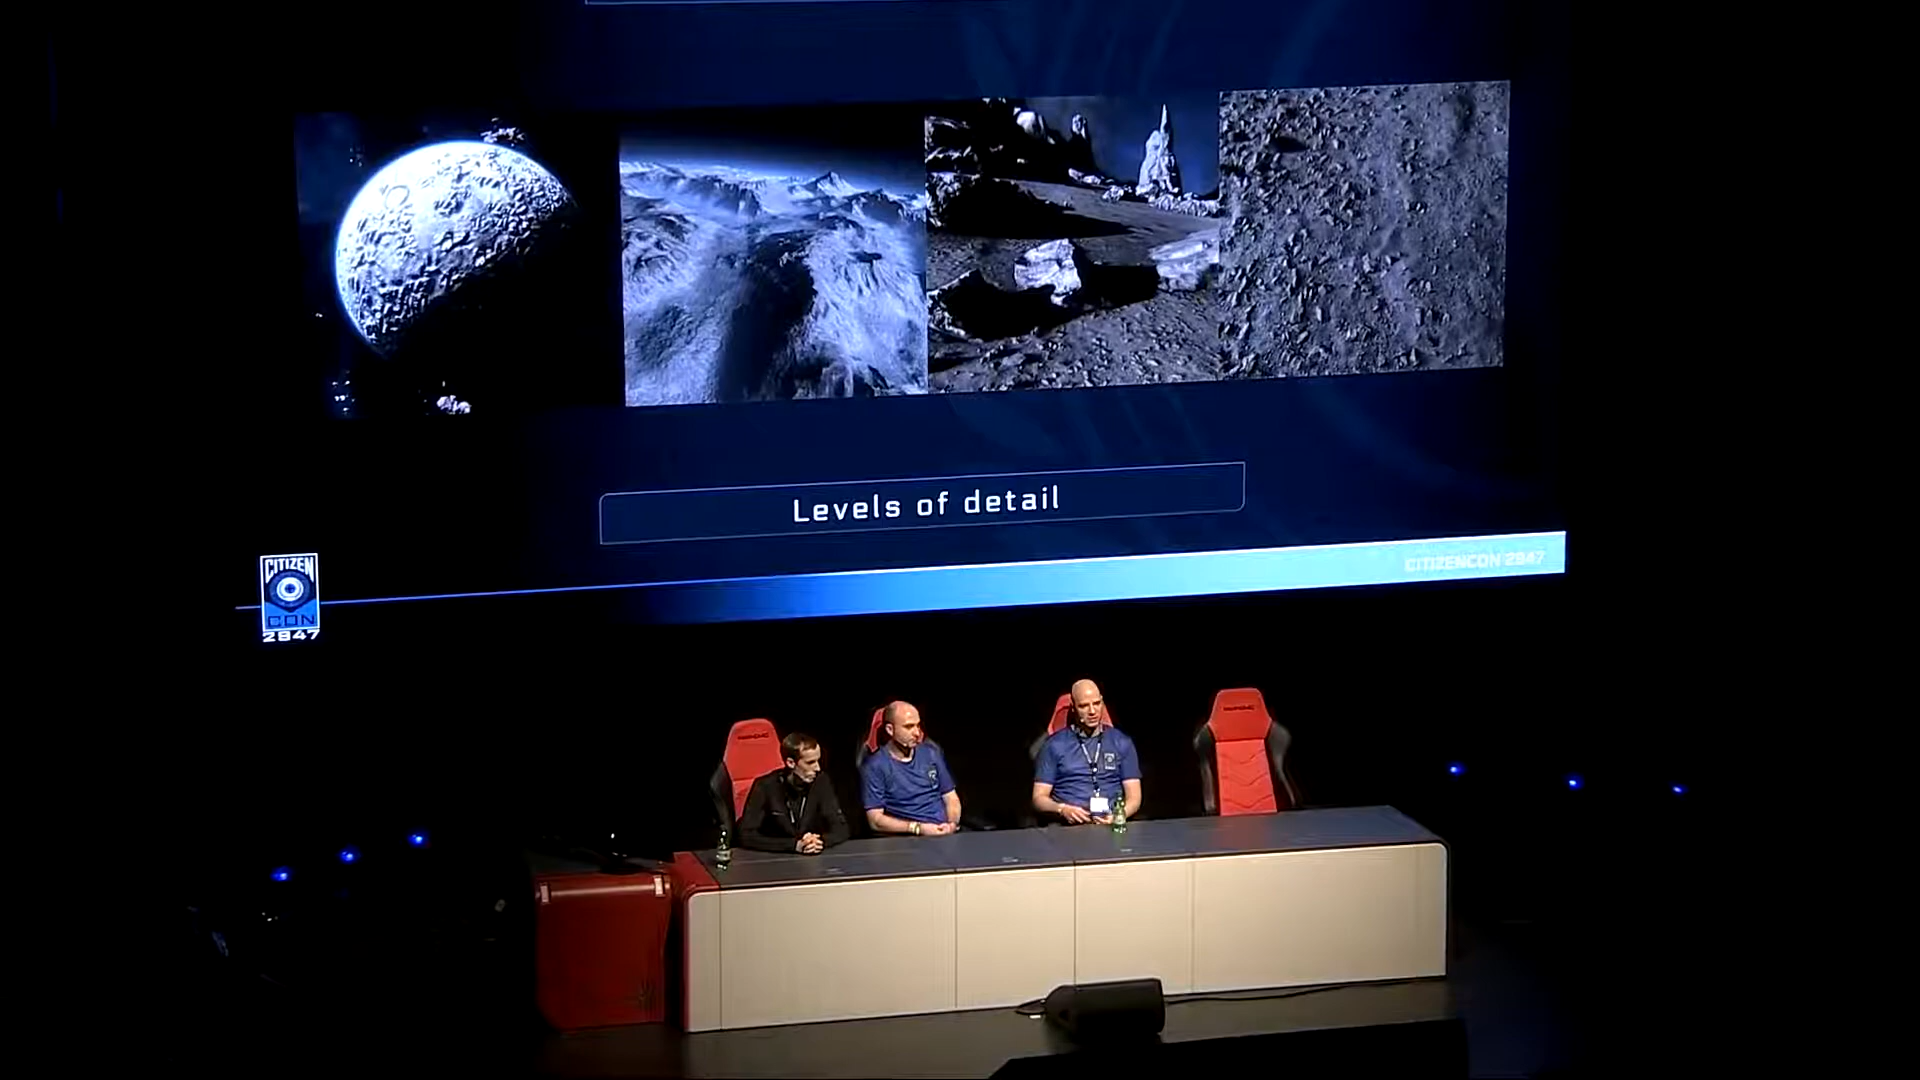 Levels of detail
CITIZENCON 2947
CITIZEN
CON
2947